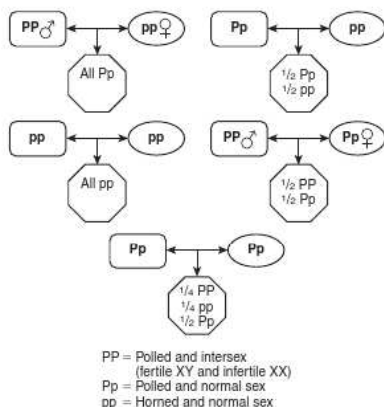 PP♂ pp♀
All Pp
Pp pp
1/2 Pp
1/2 pp
pp pp
All pp
PP♂ Pp♀
1/2 PP
1/2 Pp
Pp Pp
1/4 PP
1/4 pp
1/2 Pp
PP = Polled and intersex
(fertile XY and infertile XX)
Pp = Polled and normal sex
pp = Horned and normal sex